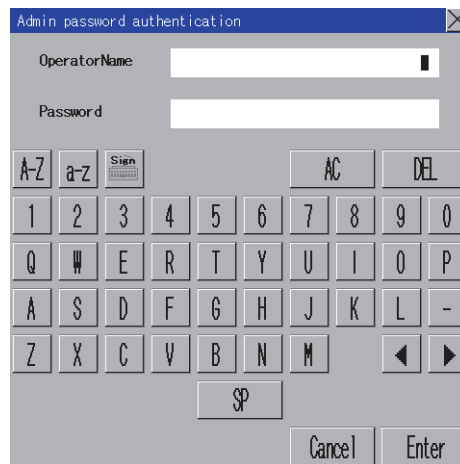 Admin password authentication
OperatorName
Password
A-Z a-z Sign AC DEL
1 2 3 4 5 6 7 8 9 0
Q W E R T Y U I O P
A S D F G H J K L -
Z X C V B N M ◀ ▶
SP
Cancel Enter